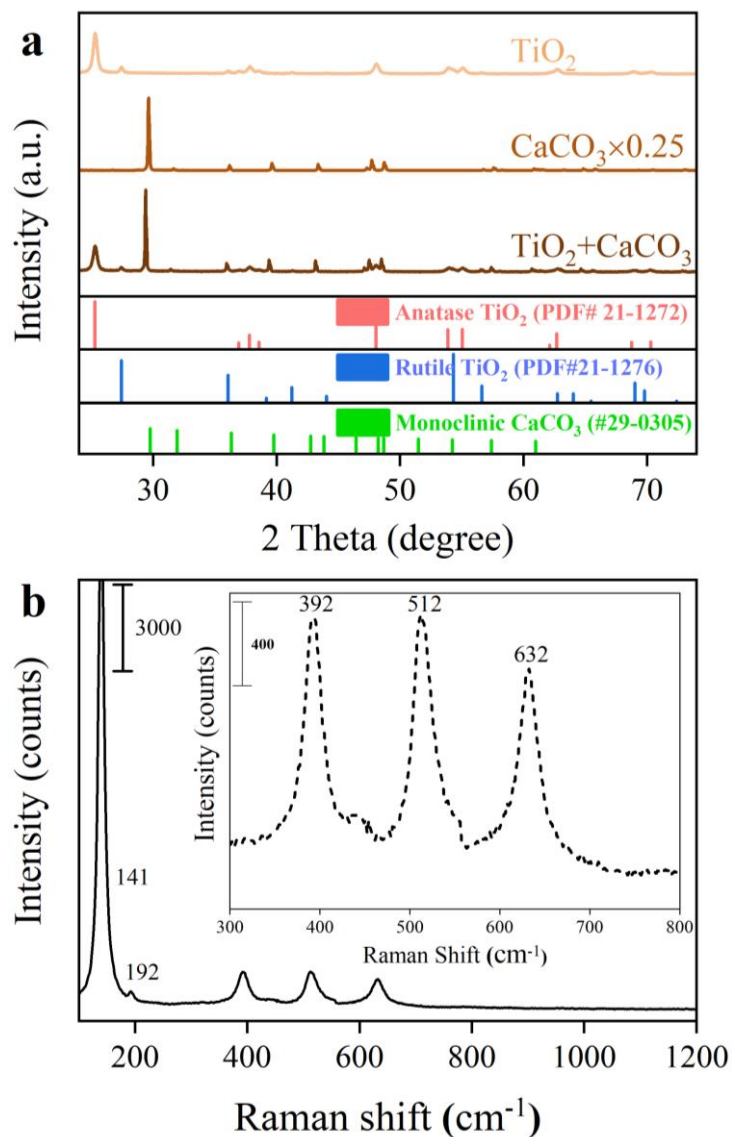 a
TiO₂
CaCO₃×0.25
TiO₂+CaCO₃
Intensity (a.u.)
Anatase TiO₂ (PDF# 21-1272)
Rutile TiO₂ (PDF#21-1276)
Monoclinic CaCO₃ (#29-0305)
30 40 50 60 70
2 Theta (degree)
b
3000
141
192
Intensity (counts)
400
392 512 632
Intensity (counts)
300 400 500 600 700 800
Raman Shift (cm⁻¹)
200 400 600 800 1000 1200
Raman shift (cm⁻¹)